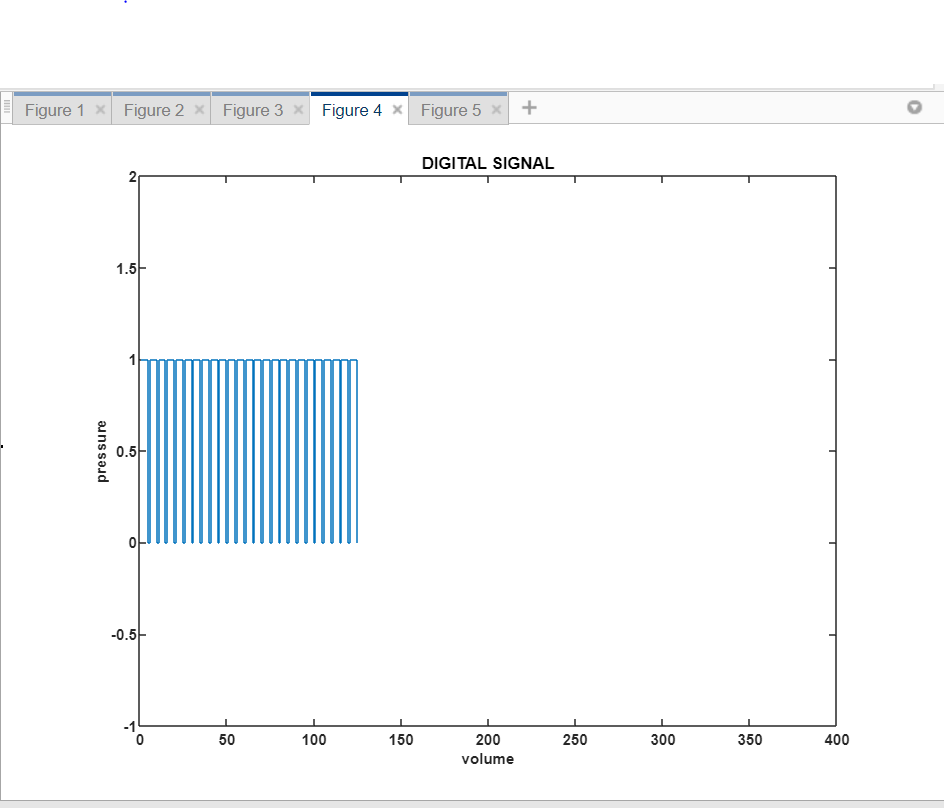 Figure 1 × Figure 2 × Figure 3 × Figure 4 × Figure 5 × +
DIGITAL SIGNAL
2
1.5
1
0.5
0
-0.5
-1
pressure
0 50 100 150 200 250 300 350 400
volume